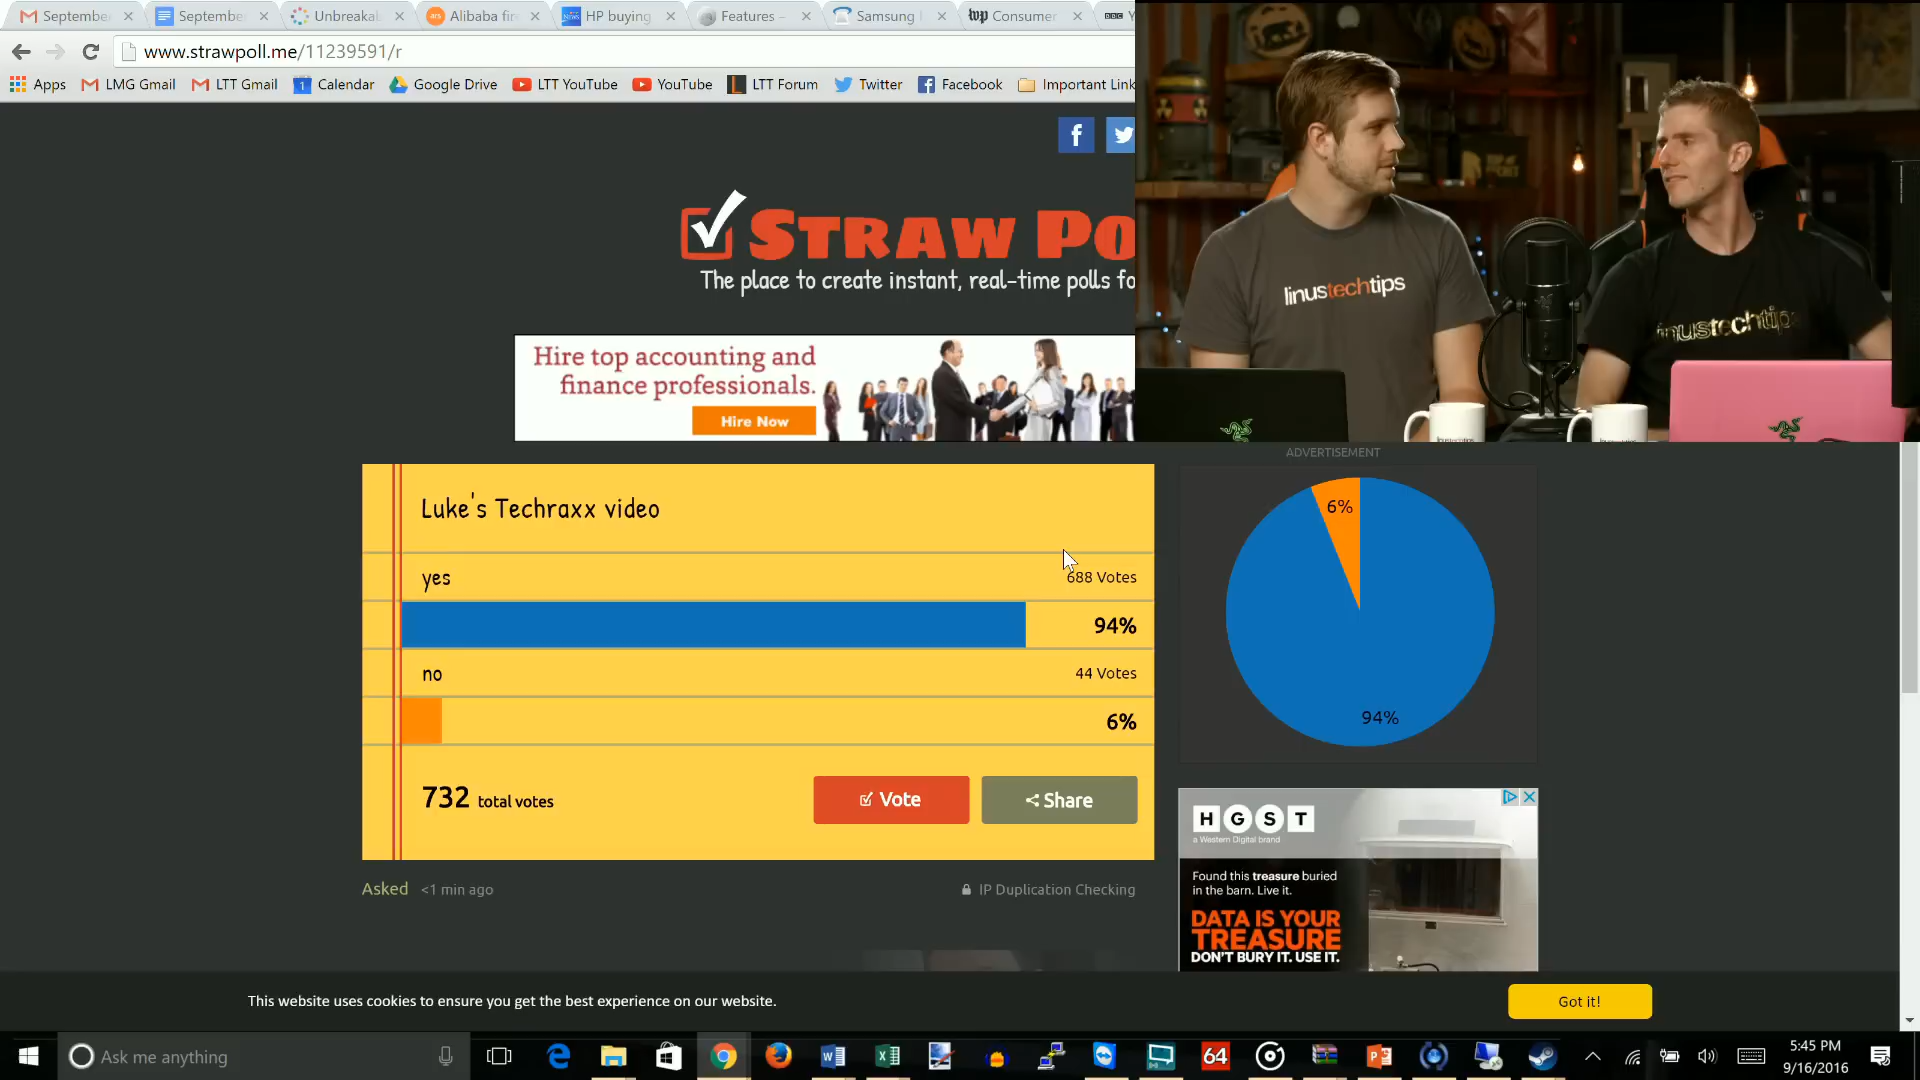 September
September
Unbreakab
Alibaba fir
HP buying
Features –
Samsung
wp Consumer
BBC Y
www.strawpoll.me/11239591/r
Apps
LMG Gmail
LTT Gmail
Calendar
Google Drive
LTT YouTube
YouTube
LTT Forum
Twitter
Facebook
Important Link
STRAW PO
The place to create instant, real-time polls fo
linustechtips
linustechtips
Hire top accounting and
finance professionals.
Hire Now
ADVERTISEMENT
Luke's Techraxx video
yes
688 Votes
94%
no
44 Votes
6%
732 total votes
Vote
Share
6%
94%
Asked <1 min ago
IP Duplication Checking
HGST
a Western Digital brand
Found this treasure buried
in the barn. Live it.
DATA IS YOUR
TREASURE
DON'T BURY IT. USE IT.
This website uses cookies to ensure you get the best experience on our website.
Got it!
Ask me anything
64
5:45 PM
9/16/2016